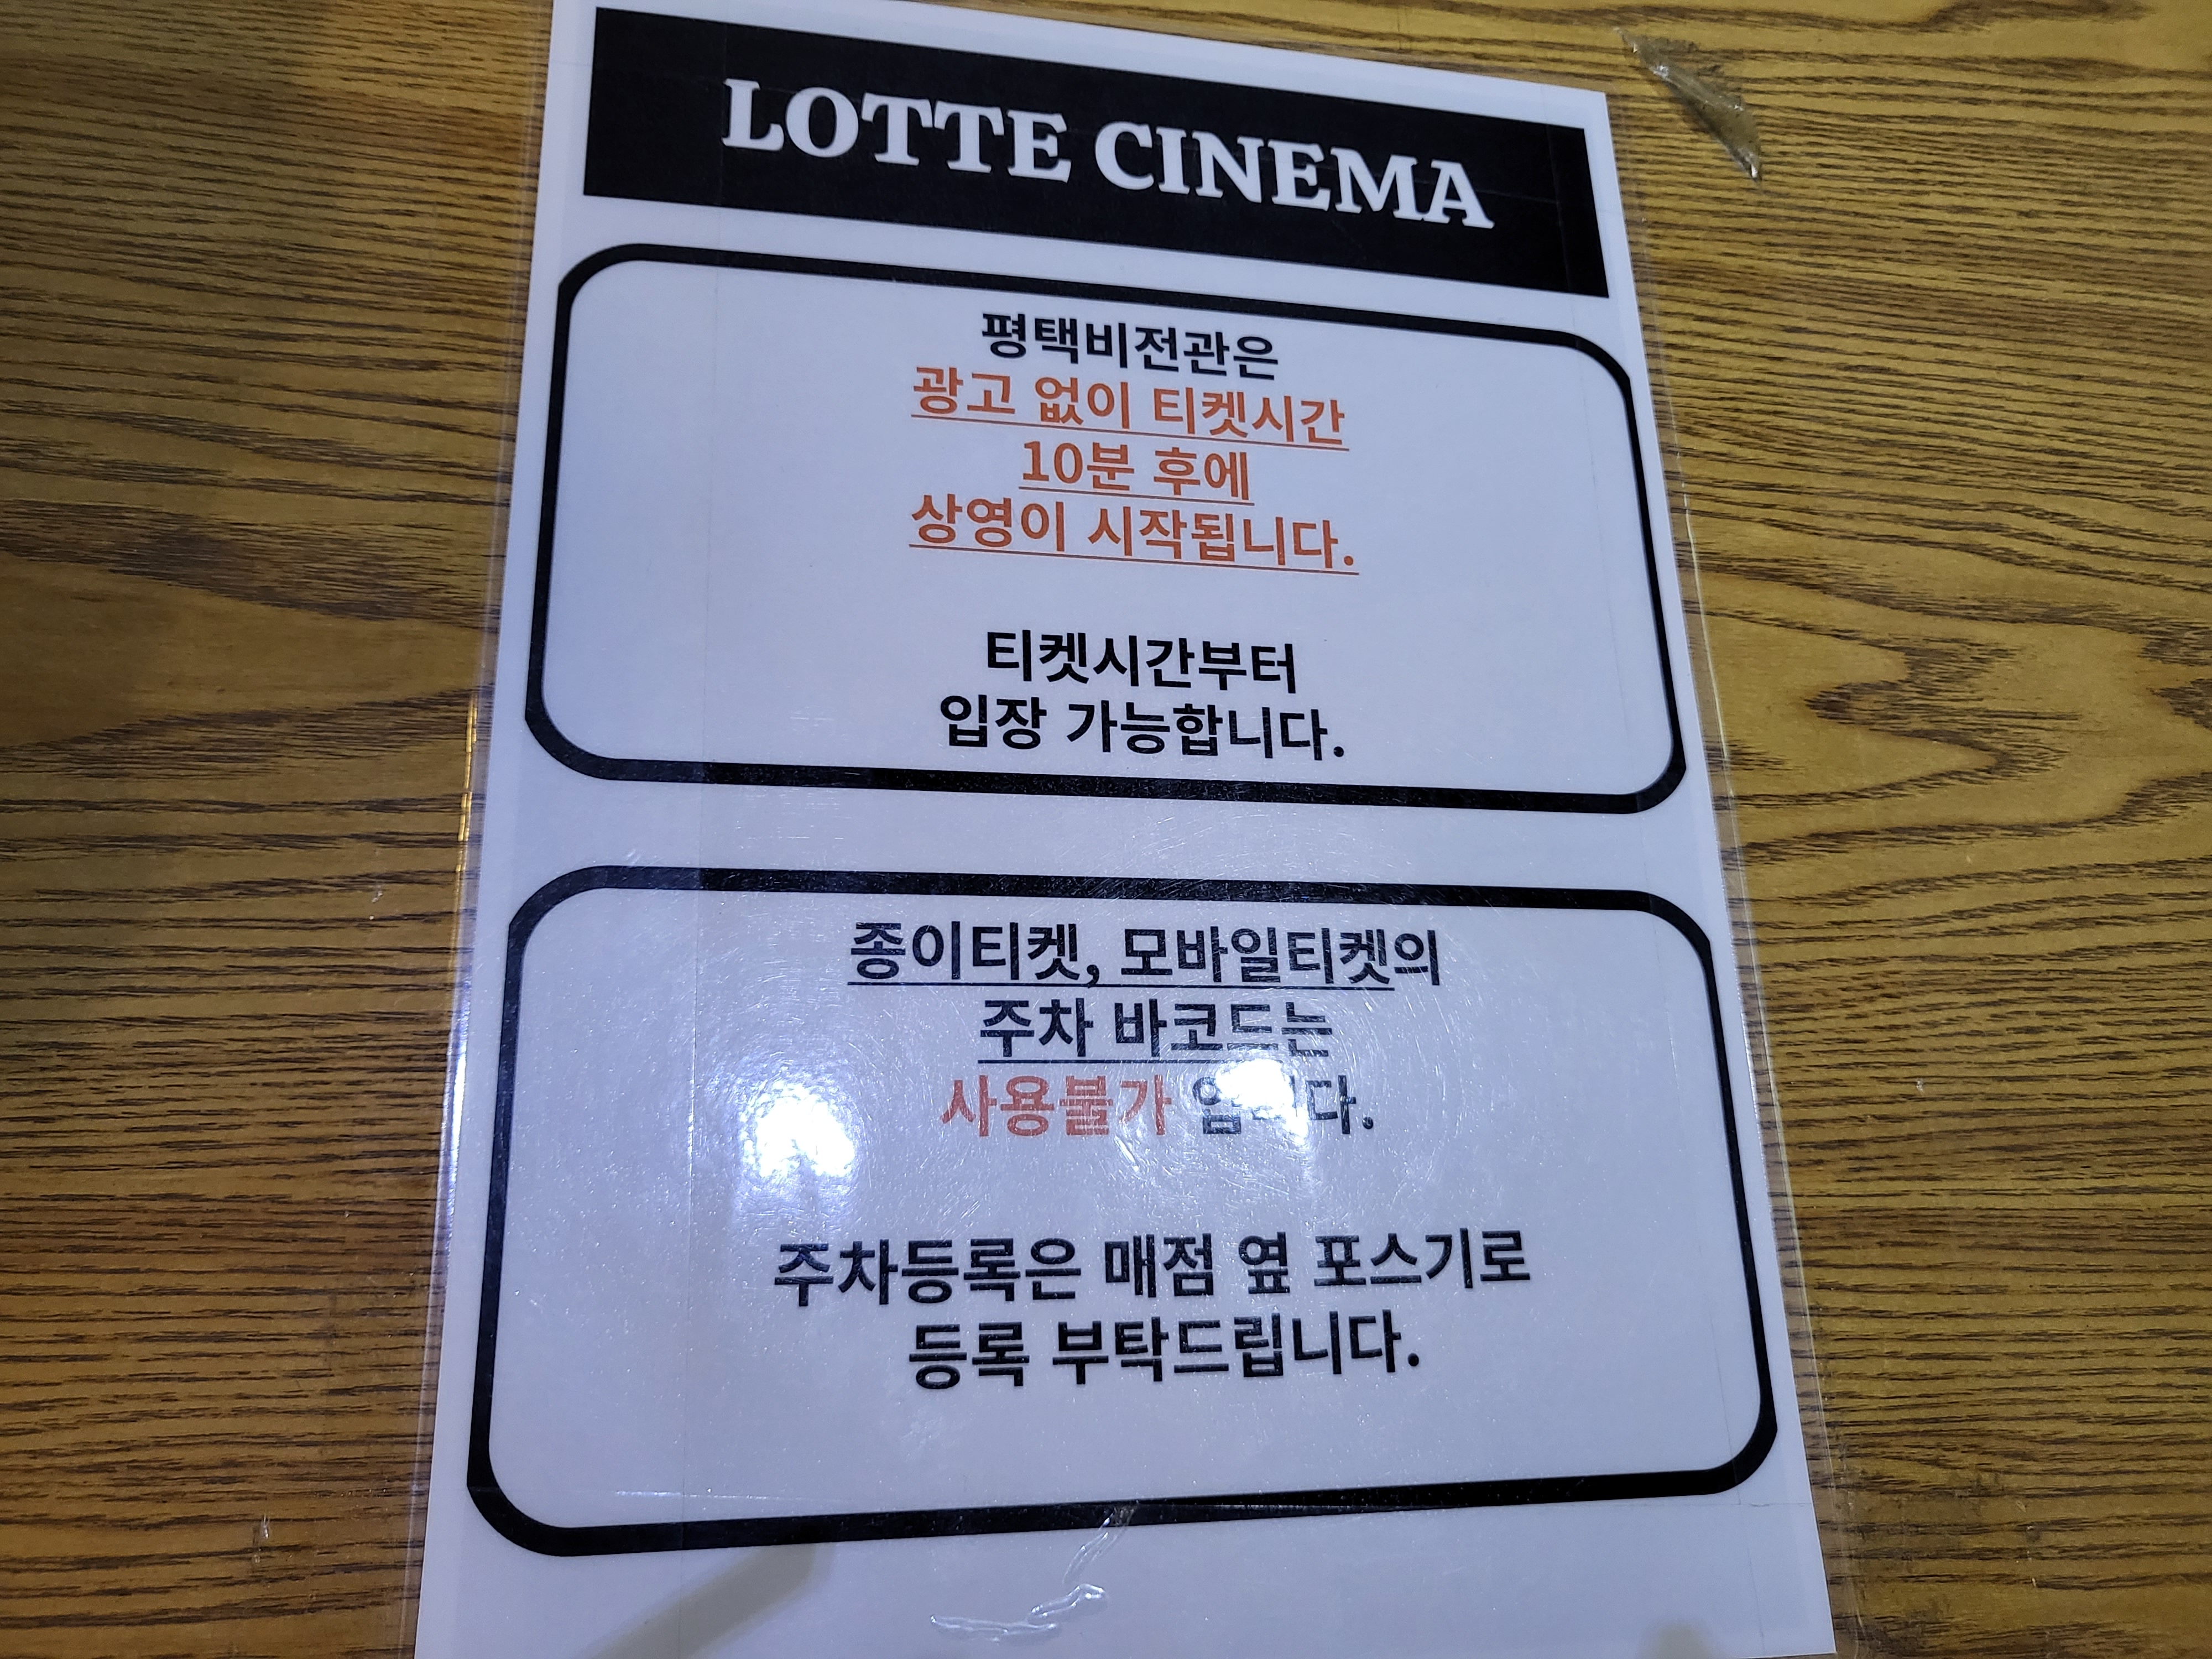 LOTTE CINEMA
평택비전관은
광고 없이 티켓시간
10분 후에
상영이 시작됩니다.
티켓시간부터
입장 가능합니다.
종이티켓, 모바일티켓의
주차 바코드는
사용불가 입니다.
주차등록은 매점 옆 포스기로
등록 부탁드립니다.